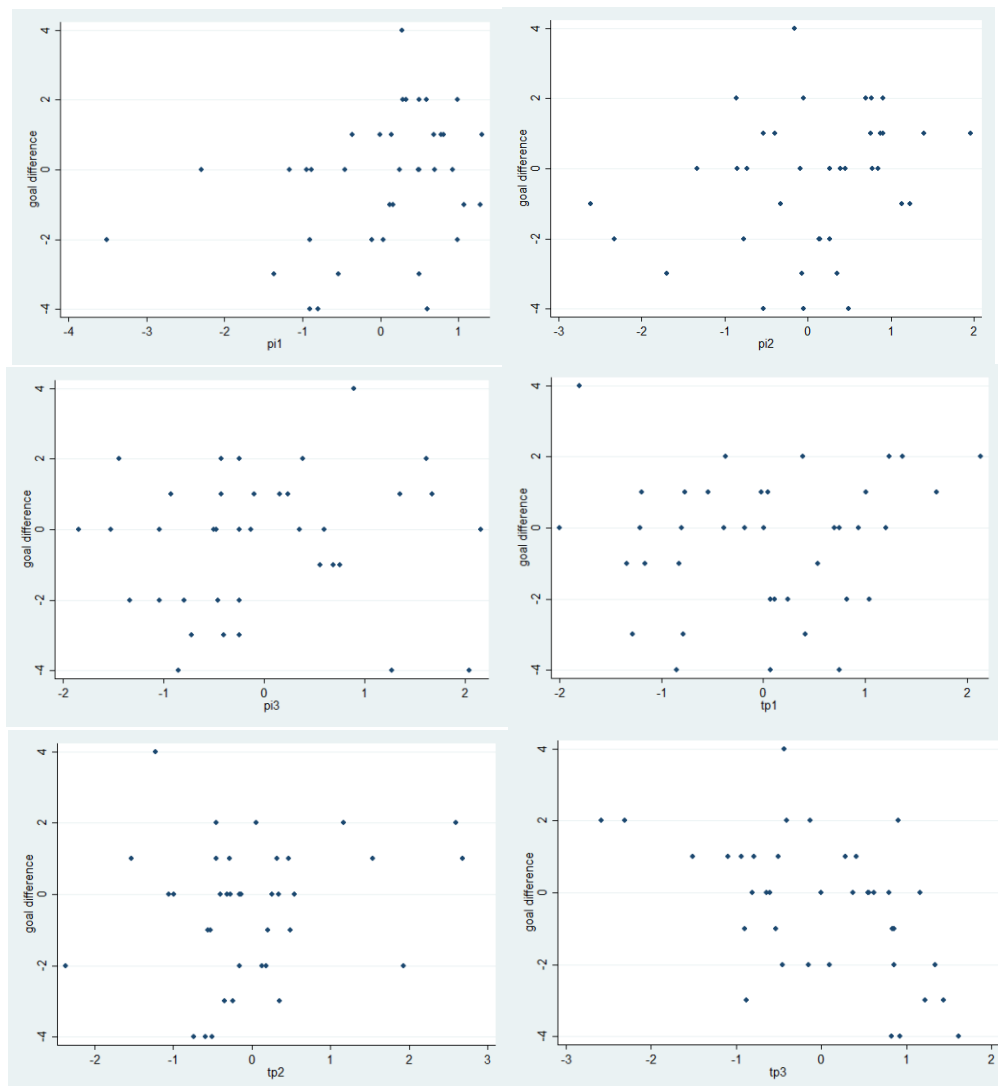 4
2
0
-2
-4
goal difference
-4 -3 -2 -1 0 1
pi1
4
2
0
-2
-4
goal difference
-3 -2 -1 0 1 2
pi2
4
2
0
-2
-4
goal difference
-2 -1 0 1 2
pi3
4
2
0
-2
-4
goal difference
-2 -1 0 1 2
tp1
4
2
0
-2
-4
goal difference
-2 -1 0 1 2 3
tp2
4
2
0
-2
-4
goal difference
-3 -2 -1 0 1 2
tp3